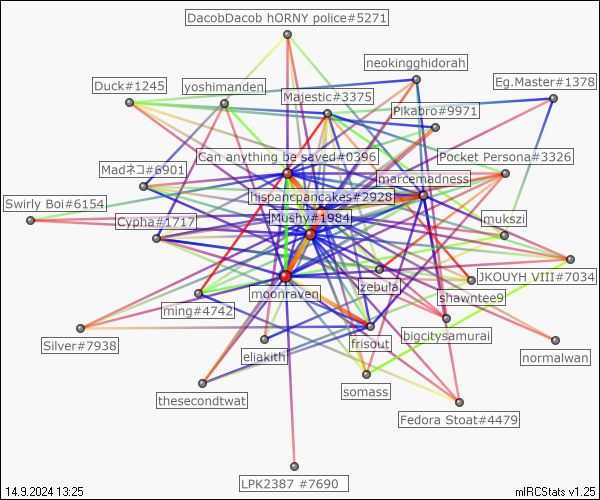 DacobDacob hORNY police#5271
neokingghidorah
Duck#1245
yoshimanden
Majestic#3375
Eg.Master#1378
Pikabro#9971
Can anything be saved#0396
Pocket Persona#3326
Madネコ#6901
marcemadness
hispanicpancakes#2928
Swirly Boi#6154
Cypha#1717
Mushy#1984
mukszi
JKOUYH VIII#7034
zebula
moonraven
shawntee9
ming#4742
bigcitysamurai
Silver#7938
frisout
eliakith
normalwan
somass
thesecondtwat
Fedora Stoat#4479
LPK2387 #7690
14.9.2024 13:25
mIRCStats v1.25